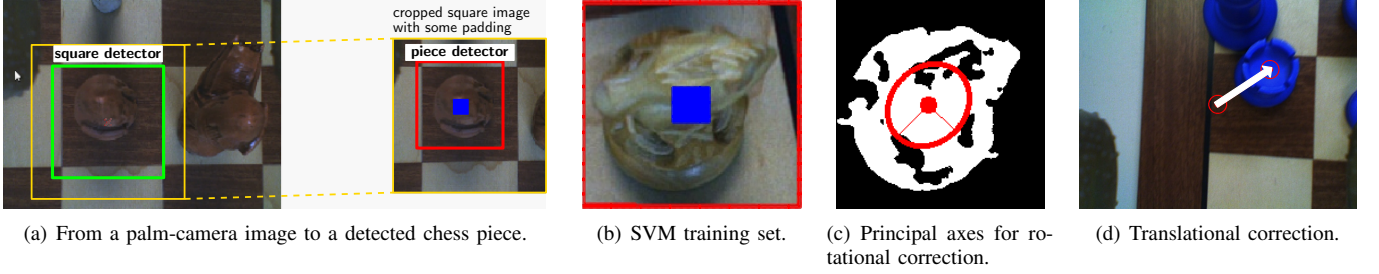 cropped square image
with some padding
square detector
piece detector
(a) From a palm-camera image to a detected chess piece.
(b) SVM training set.
(c) Principal axes for ro-
tational correction.
(d) Translational correction.